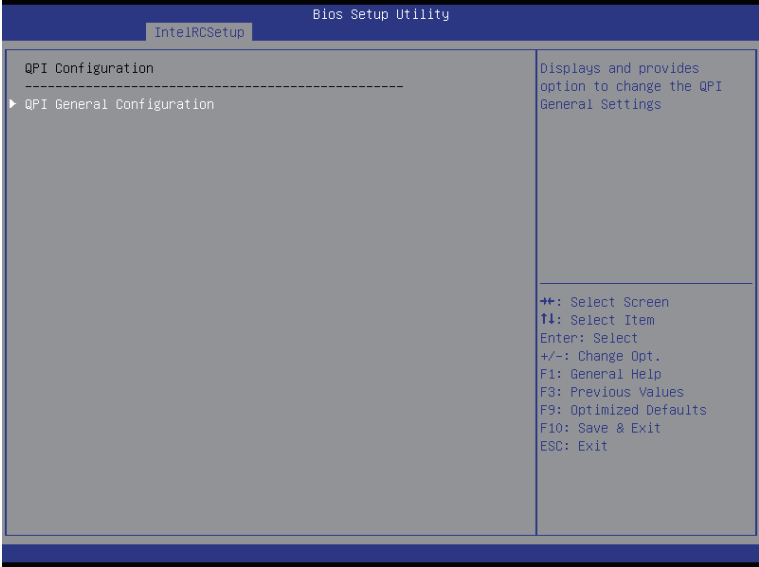 Bios Setup Utility
IntelRCSetup
QPI Configuration
--------------------------------------------------
QPI General Configuration
Displays and provides
option to change the QPI
General Settings
→←: Select Screen
↑↓: Select Item
Enter: Select
+/-: Change Opt.
F1: General Help
F3: Previous Values
F9: Optimized Defaults
F10: Save & Exit
ESC: Exit